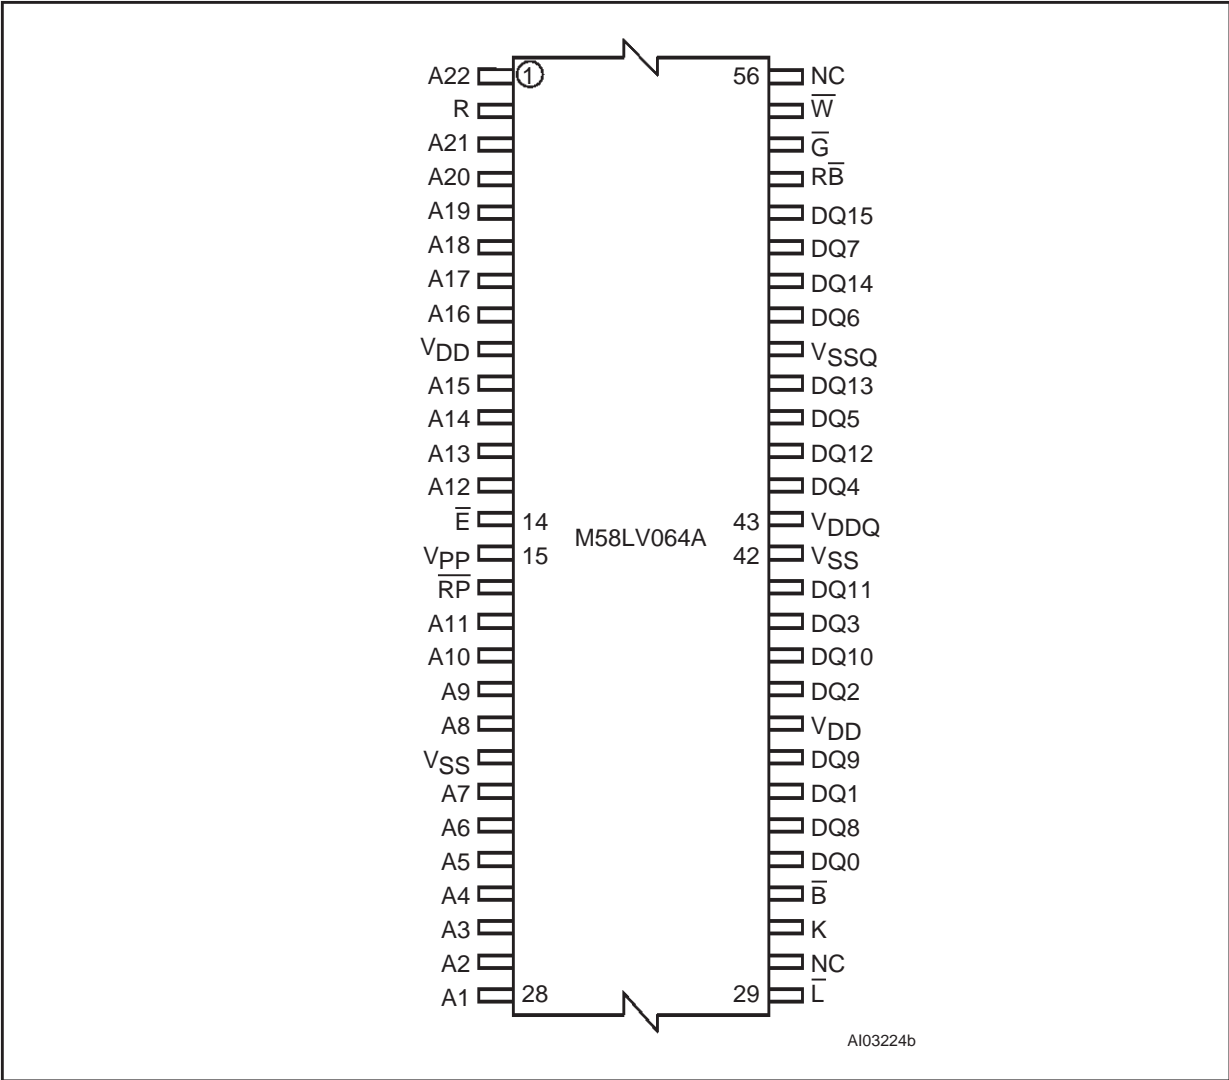 A22 1 56 NC
R W̅
A21 G̅
A20 RB̅
A19 DQ15
A18 DQ7
A17 DQ14
A16 DQ6
VDD VSSQ
A15 DQ13
A14 DQ5
A13 DQ12
A12 DQ4
E̅ 14 43 VDDQ
M58LV064A
VPP 15 42 VSS
R̅P̅ DQ11
A11 DQ3
A10 DQ10
A9 DQ2
A8 VDD
VSS DQ9
A7 DQ1
A6 DQ8
A5 DQ0
A4 B̅
A3 K
A2 NC
A1 28 29 L̅
AI03224b